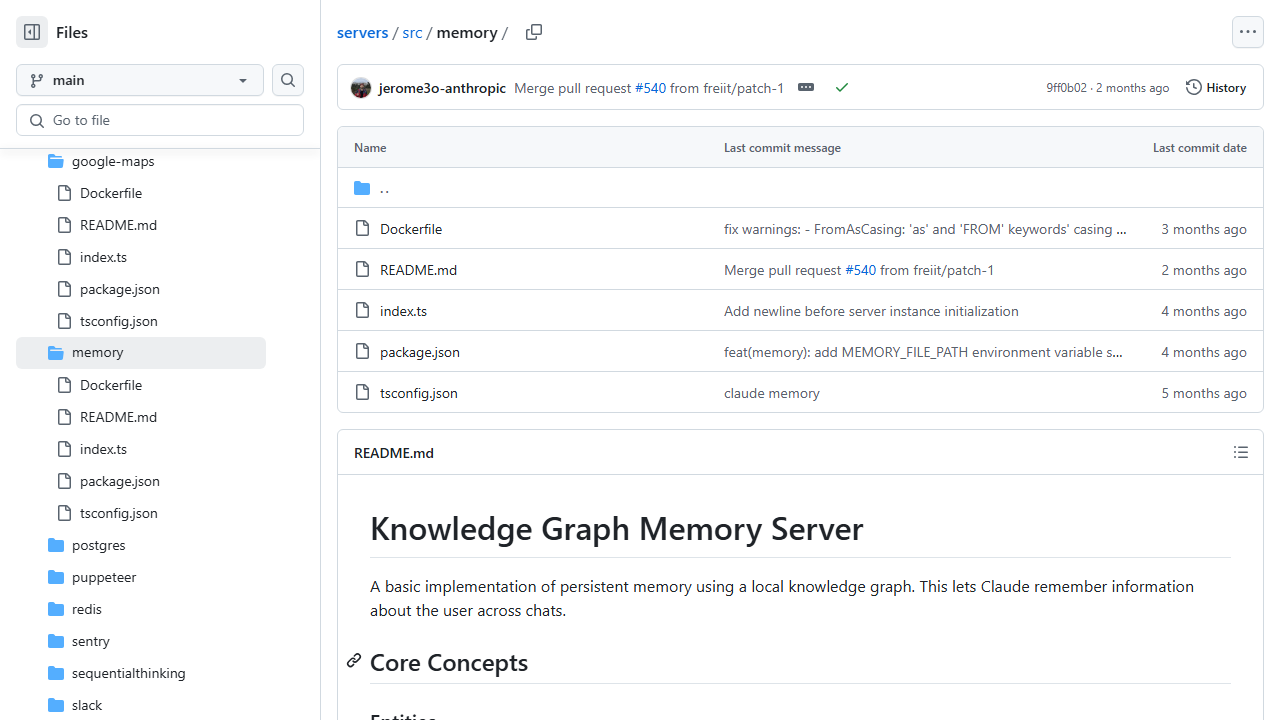 Files
main
Go to file
google-maps
Dockerfile
README.md
index.ts
package.json
tsconfig.json
memory
Dockerfile
README.md
index.ts
package.json
tsconfig.json
postgres
puppeteer
redis
sentry
sequentialthinking
slack
servers / src / memory /
jerome3o-anthropic Merge pull request #540 from freiit/patch-1 9ff0b02 · 2 months ago History
Name Last commit message Last commit date
..
Dockerfile fix warnings: - FromAsCasing: 'as' and 'FROM' keywords' casing ... 3 months ago
README.md Merge pull request #540 from freiit/patch-1 2 months ago
index.ts Add newline before server instance initialization 4 months ago
package.json feat(memory): add MEMORY_FILE_PATH environment variable s... 4 months ago
tsconfig.json claude memory 5 months ago
README.md
Knowledge Graph Memory Server
A basic implementation of persistent memory using a local knowledge graph. This lets Claude remember information
about the user across chats.
Core Concepts
Entities